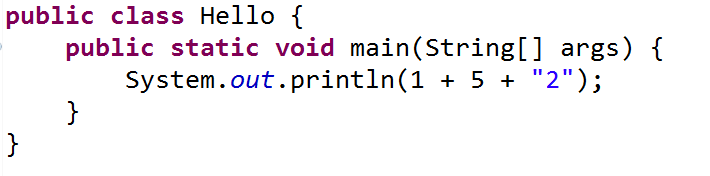 public class Hello {
    public static void main(String[] args) {
        System.out.println(1 + 5 + "2");
    }
}